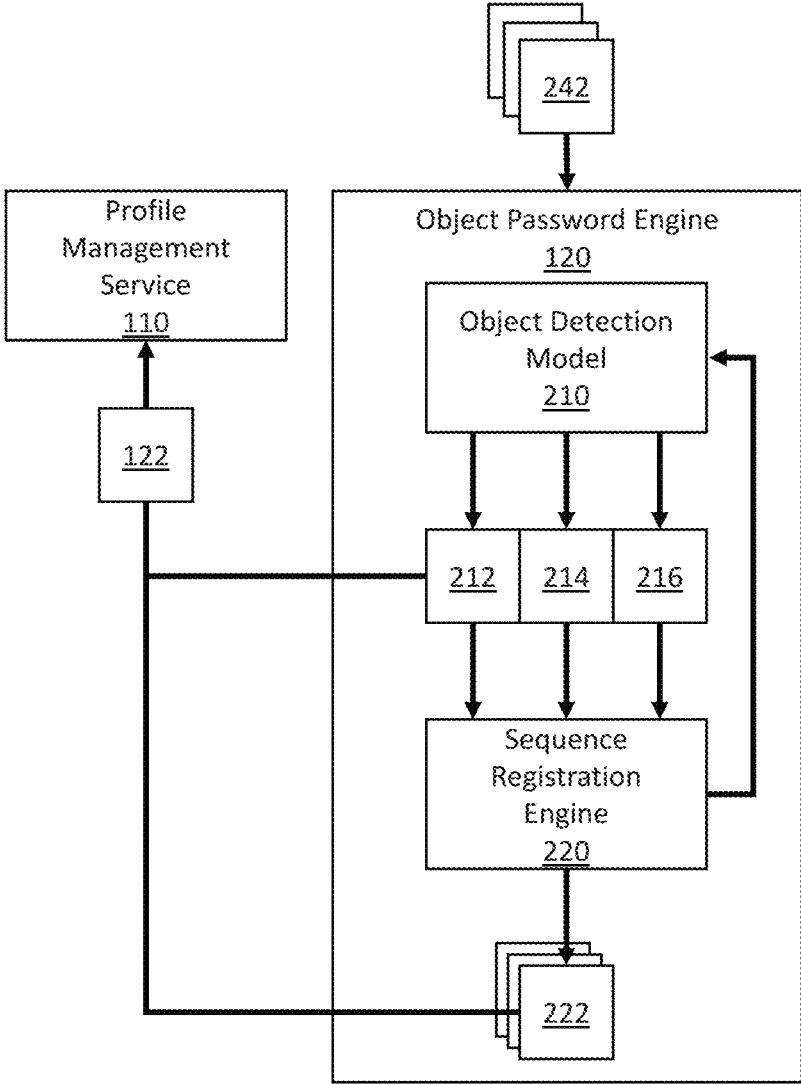 242
Profile
Management
Service
110
Object Password Engine
120
Object Detection
Model
210
122
212 214 216
Sequence
Registration
Engine
220
222